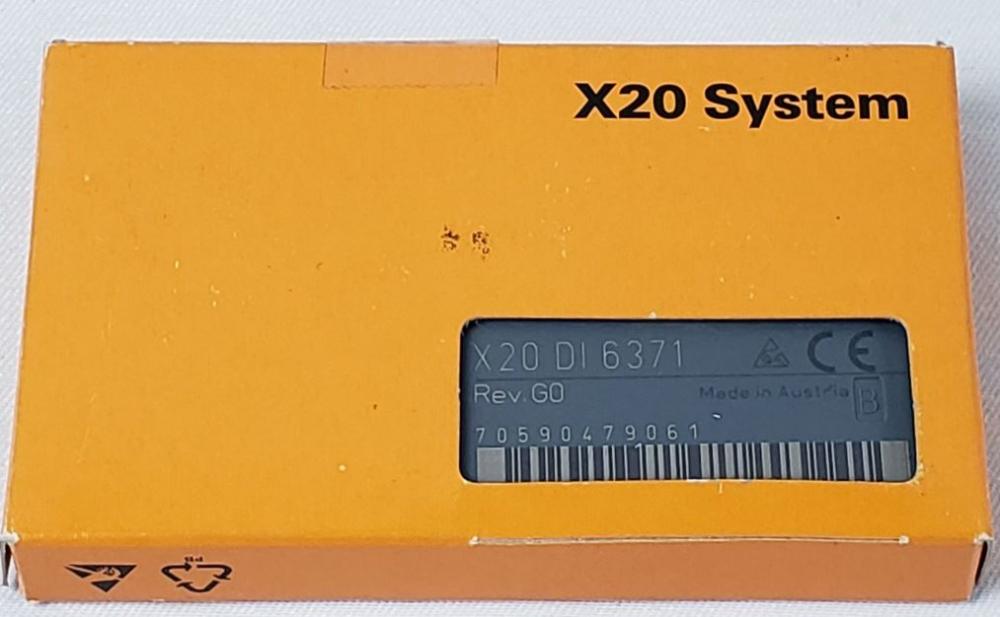 X20 System
X20 DI 6371
CE
Rev. G0
Made in Austria
B
70590479061